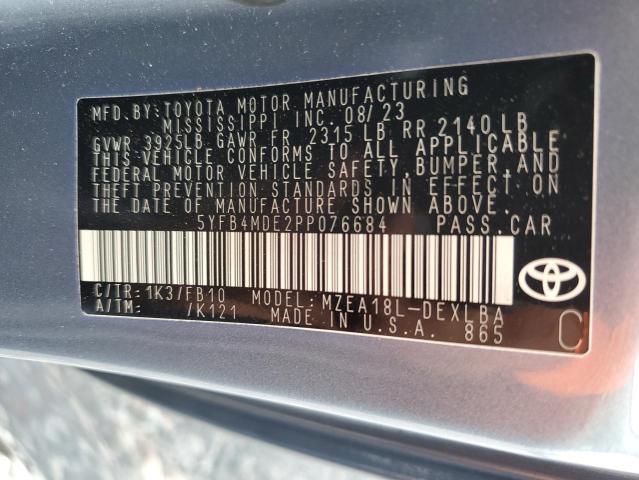 MFD. BY: TOYOTA MOTOR MANUFACTURING
MISSISSIPPI INC. 08/23
GVWR 3925LB GAWR FR 2315 LB RR 2140 LB
THIS VEHICLE CONFORMS TO ALL APPLICABLE
FEDERAL MOTOR VEHICLE SAFETY, BUMPER, AND
THEFT PREVENTION STANDARDS IN EFFECT ON
THE DATE OF MANUFACTURE SHOWN ABOVE.
5YFB4MDE2PP076684 PASS. CAR
C/TR: 1K3/FB10 MODEL: MZEA18L-DEXLBA
A/TM: /K121 MADE IN U.S.A. 865
C